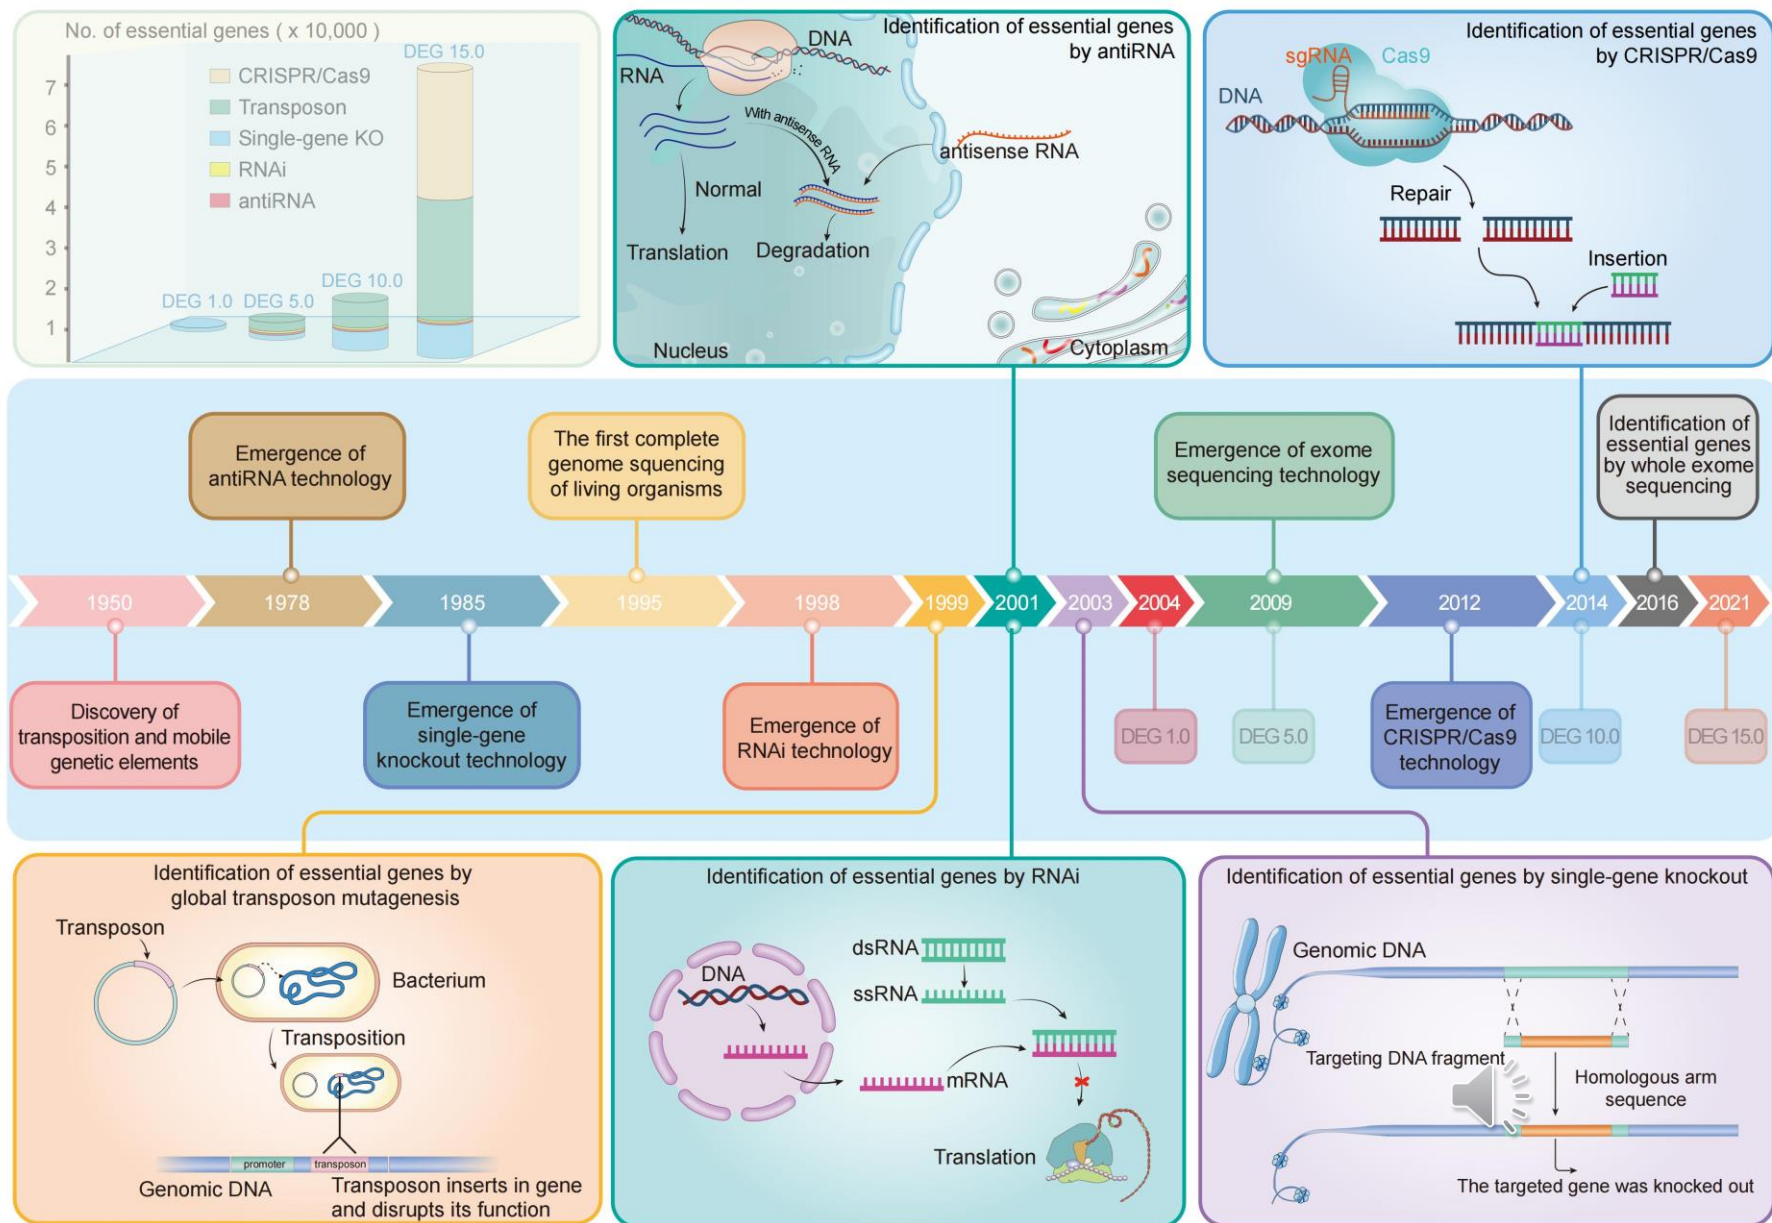 No. of essential genes ( x 10,000 )
DEG 15.0
CRISPR/Cas9
Transposon
Single-gene KO
RNAi
antiRNA
7
6
5
4
3
2
1
DEG 1.0
DEG 5.0
DEG 10.0
Identification of essential genes
by antiRNA
DNA
RNA
With antisense RNA
antisense RNA
Normal
Translation
Degradation
Nucleus
Cytoplasm
Identification of essential genes
by CRISPR/Cas9
sgRNA
Cas9
DNA
Repair
Insertion
Emergence of
antiRNA technology
The first complete
genome squencing
of living organisms
Emergence of exome
sequencing technology
Identification of
essential genes
by whole exome
sequencing
1950
1978
1985
1995
1998
1999
2001
2003
2004
2009
2012
2014
2016
2021
Discovery of
transposition and mobile
genetic elements
Emergence of
single-gene
knockout technology
Emergence of
RNAi technology
DEG 1.0
DEG 5.0
Emergence of
CRISPR/Cas9
technology
DEG 10.0
DEG 15.0
Identification of essential genes by
global transposon mutagenesis
Transposon
Bacterium
Transposition
promoter
transposon
Genomic DNA
Transposon inserts in gene
and disrupts its function
Identification of essential genes by RNAi
dsRNA
DNA
ssRNA
mRNA
Translation
Identification of essential genes by single-gene knockout
Genomic DNA
Targeting DNA fragment
Homologous arm
sequence
The targeted gene was knocked out